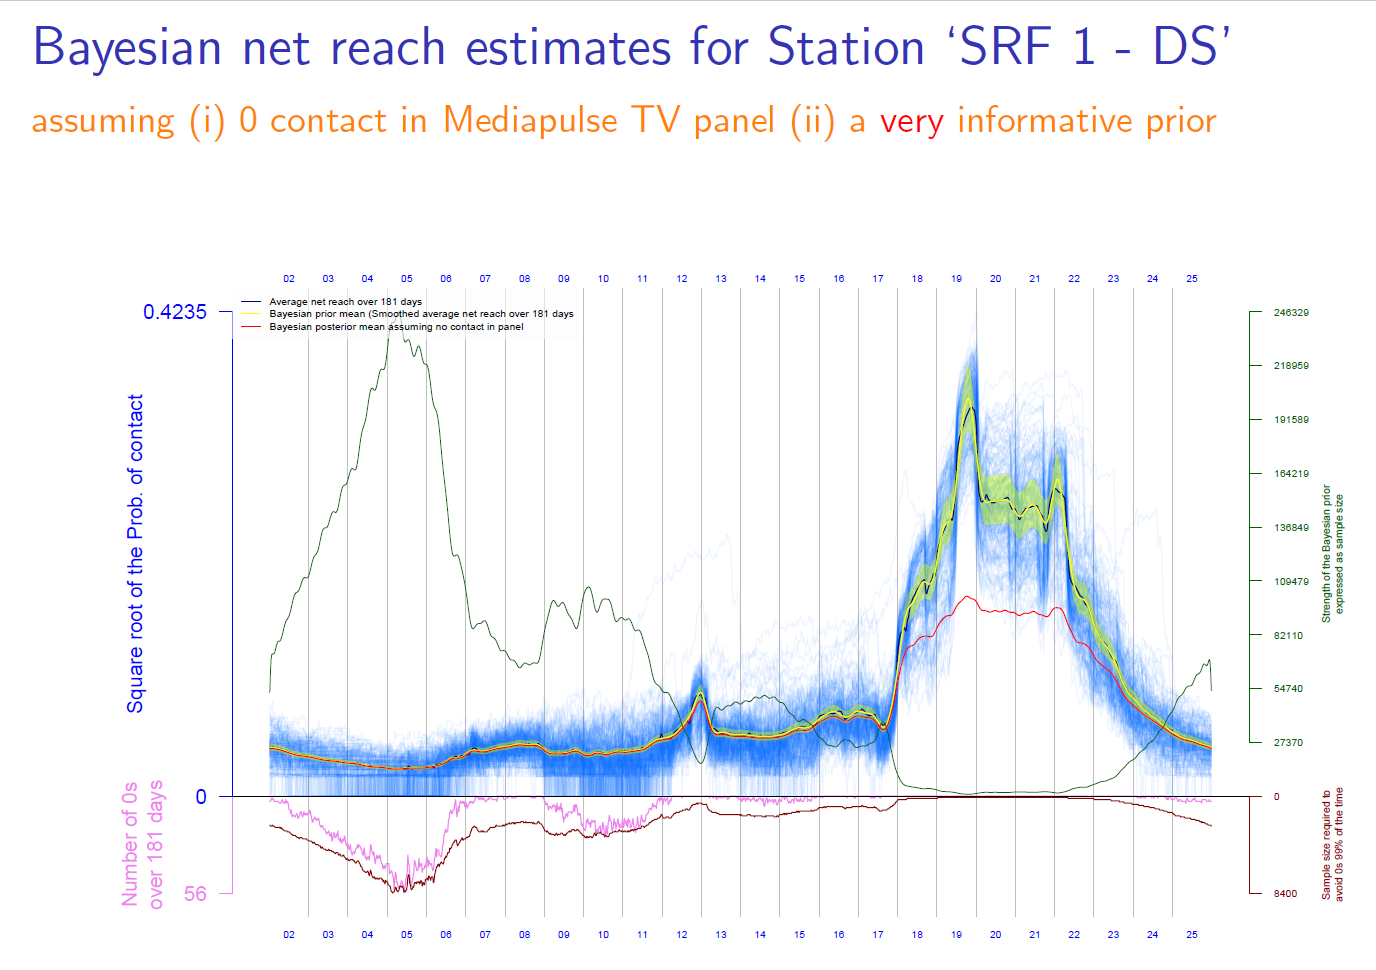 Bayesian net reach estimates for Station ‘SRF 1 - DS’
assuming (i) 0 contact in Mediapulse TV panel (ii) a very informative prior
02 03 04 05 06 07 08 09 10 11 12 13 14 15 16 17 18 19 20 21 22 23 24 25
Average net reach over 181 days
Bayesian prior mean (Smoothed average net reach over 181 days
Bayesian posterior mean assuming no contact in panel
0.4235
0
56
Square root of the Prob. of contact
Number of 0s
over 181 days
246329
218959
191589
164219
136849
109479
82110
54740
27370
0
8400
Strength of the Bayesian prior
expressed as sample size
Sample size required to
avoid 0s 99% of the time
02 03 04 05 06 07 08 09 10 11 12 13 14 15 16 17 18 19 20 21 22 23 24 25